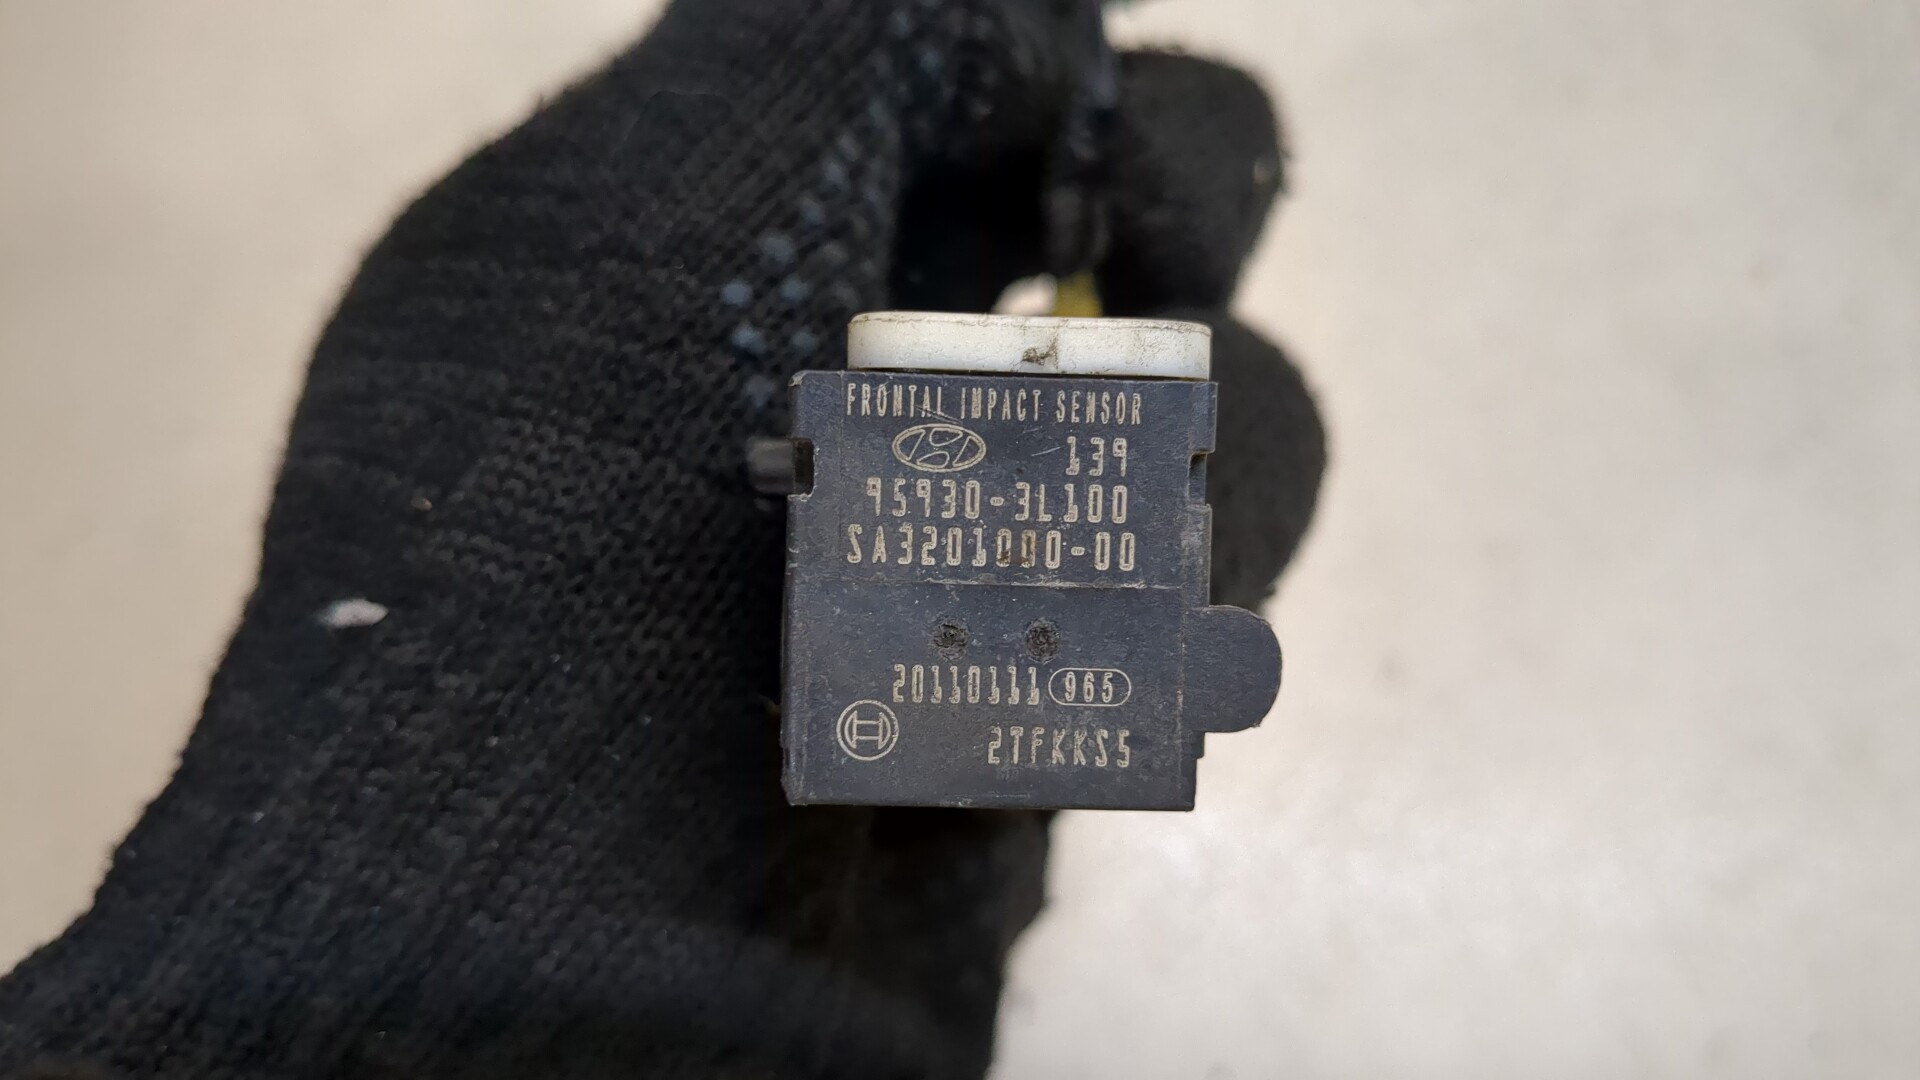 FRONTAL IMPACT SENSOR
139
95930-3L100
SA3201000-00
20110111 965
2TFKKS5